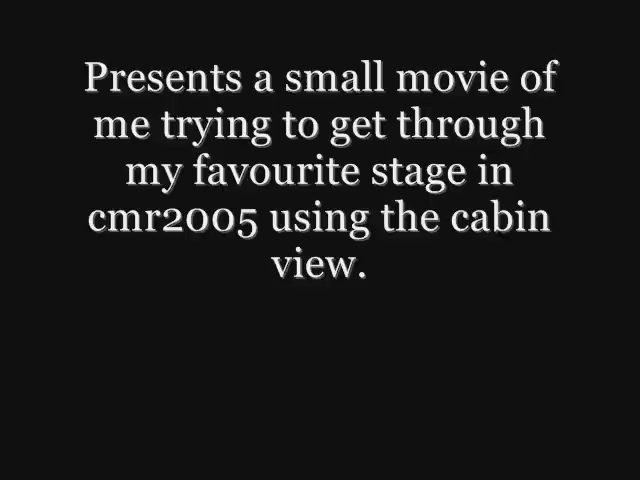 Presents a small movie of
me trying to get through
my favourite stage in
cmr2005 using the cabin
view.